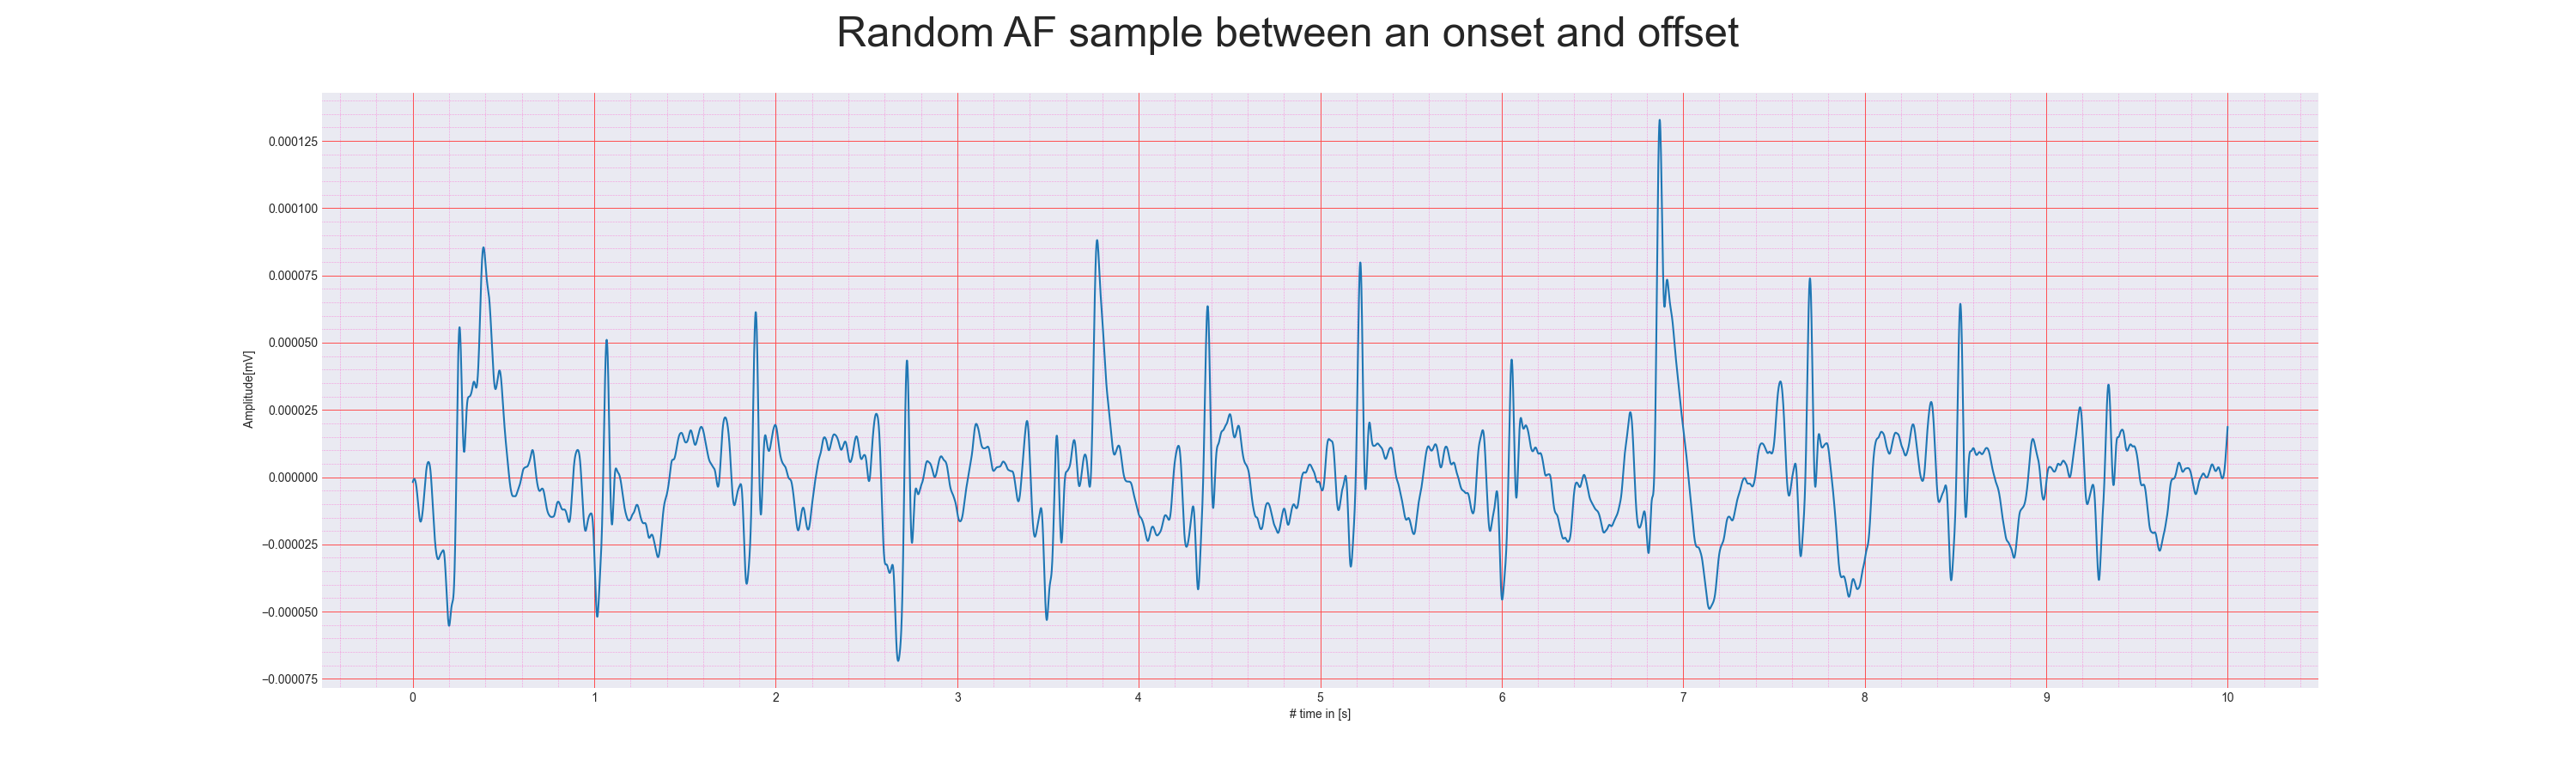 Random AF sample between an onset and offset
0.000125
0.000100
0.000075
0.000050
0.000025
0.000000
−0.000025
−0.000050
−0.000075
Amplitude[mV]
0 1 2 3 4 5 6 7 8 9 10
# time in [s]